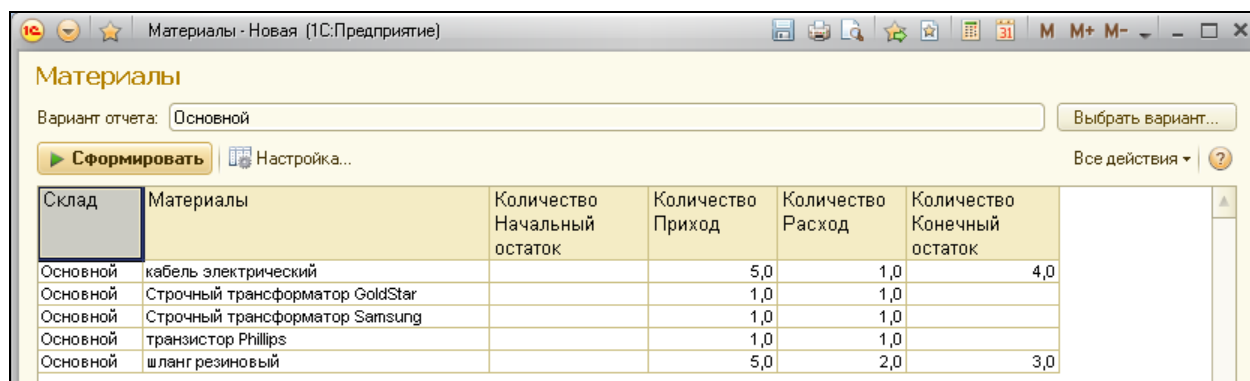 Материалы - Новая (1С:Предприятие)
31 M M+ M-
Материалы
Вариант отчета: Основной Выбрать вариант...
Сформировать Настройка... Все действия ?
Склад Материалы Количество Количество Количество Количество
Начальный Приход Расход Конечный
остаток остаток
Основной кабель электрический 5,0 1,0 4,0
Основной Строчный трансформатор GoldStar 1,0 1,0
Основной Строчный трансформатор Samsung 1,0 1,0
Основной транзистор Phillips 1,0 1,0
Основной шланг резиновый 5,0 2,0 3,0